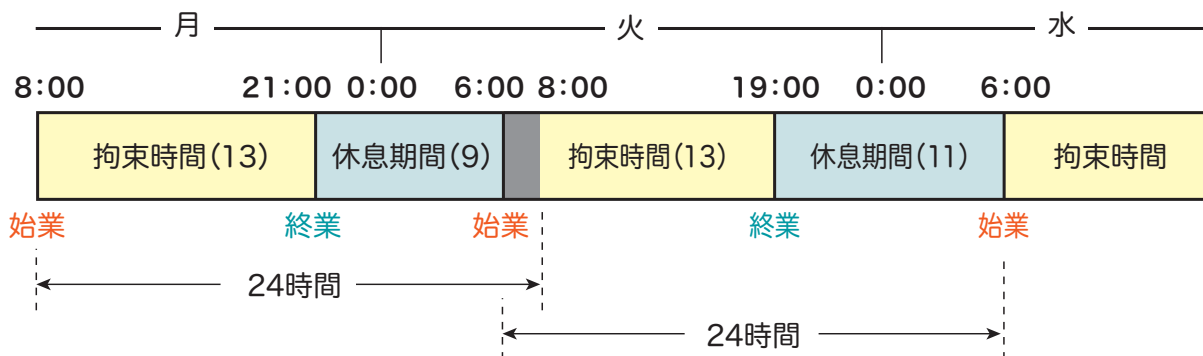 月 火 水
8:00 21:00 0:00 6:00 8:00 19:00 0:00 6:00
拘束時間(13) 休息期間(9) 拘束時間(13) 休息期間(11) 拘束時間
始業 終業 始業 終業 始業
24時間
24時間